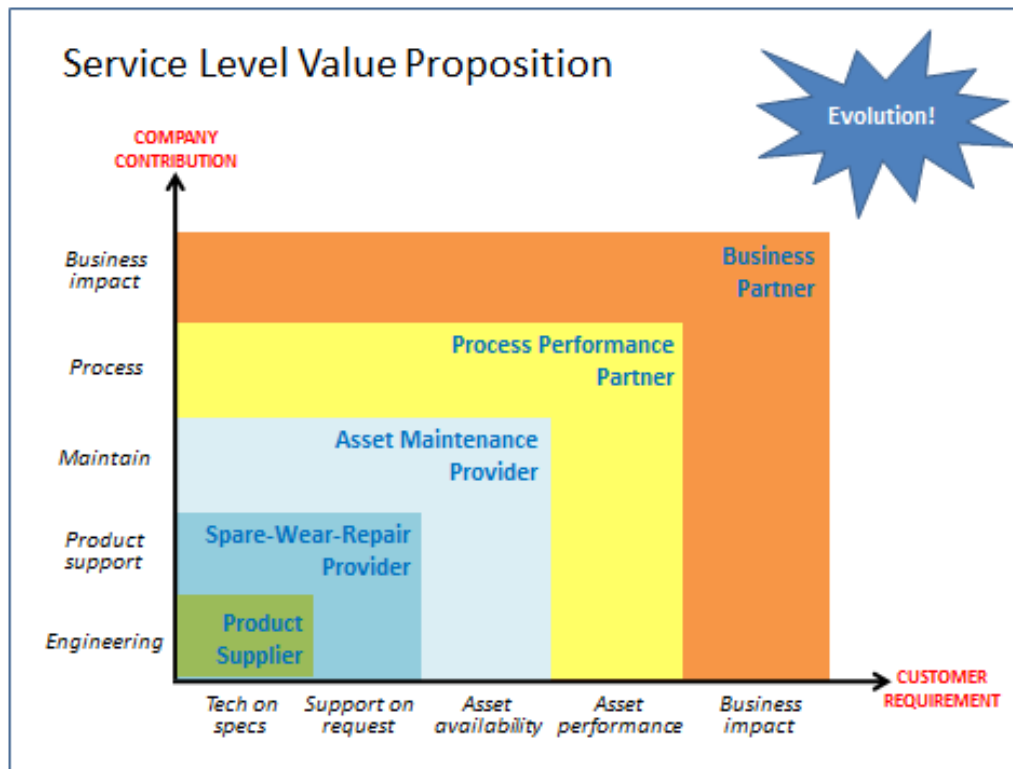 Service Level Value Proposition
Evolution!
COMPANY
CONTRIBUTION
Business
impact
Process
Maintain
Product
support
Engineering
Business
Partner
Process Performance
Partner
Asset Maintenance
Provider
Spare-Wear-Repair
Provider
Product
Supplier
Tech on
specs
Support on
request
Asset
availability
Asset
performance
Business
impact
CUSTOMER
REQUIREMENT